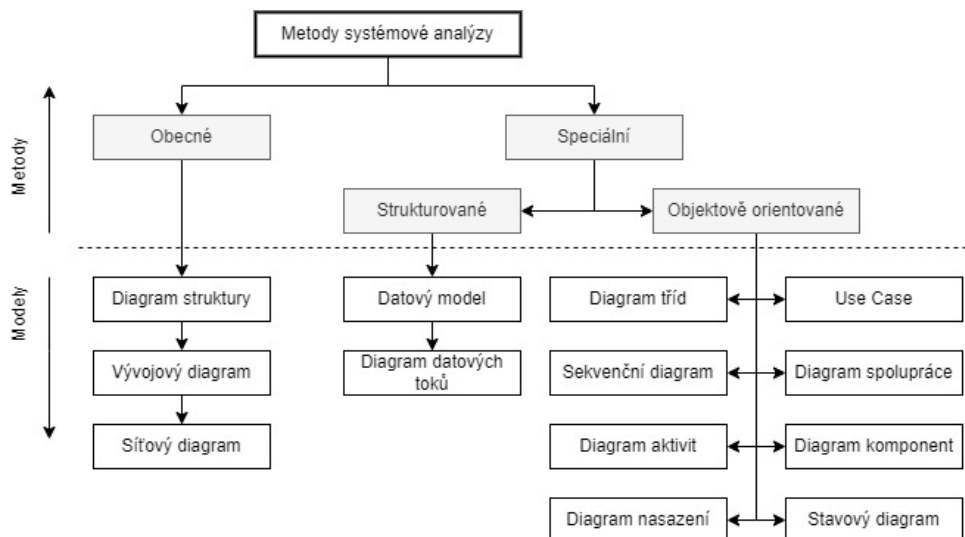 Metody systémové analýzy
Metody
Obecné
Speciální
Strukturované
Objektově orientované
Modely
Diagram struktury
Datový model
Diagram tříd
Use Case
Vývojový diagram
Diagram datových
toků
Sekvenční diagram
Diagram spolupráce
Síťový diagram
Diagram aktivit
Diagram komponent
Diagram nasazení
Stavový diagram